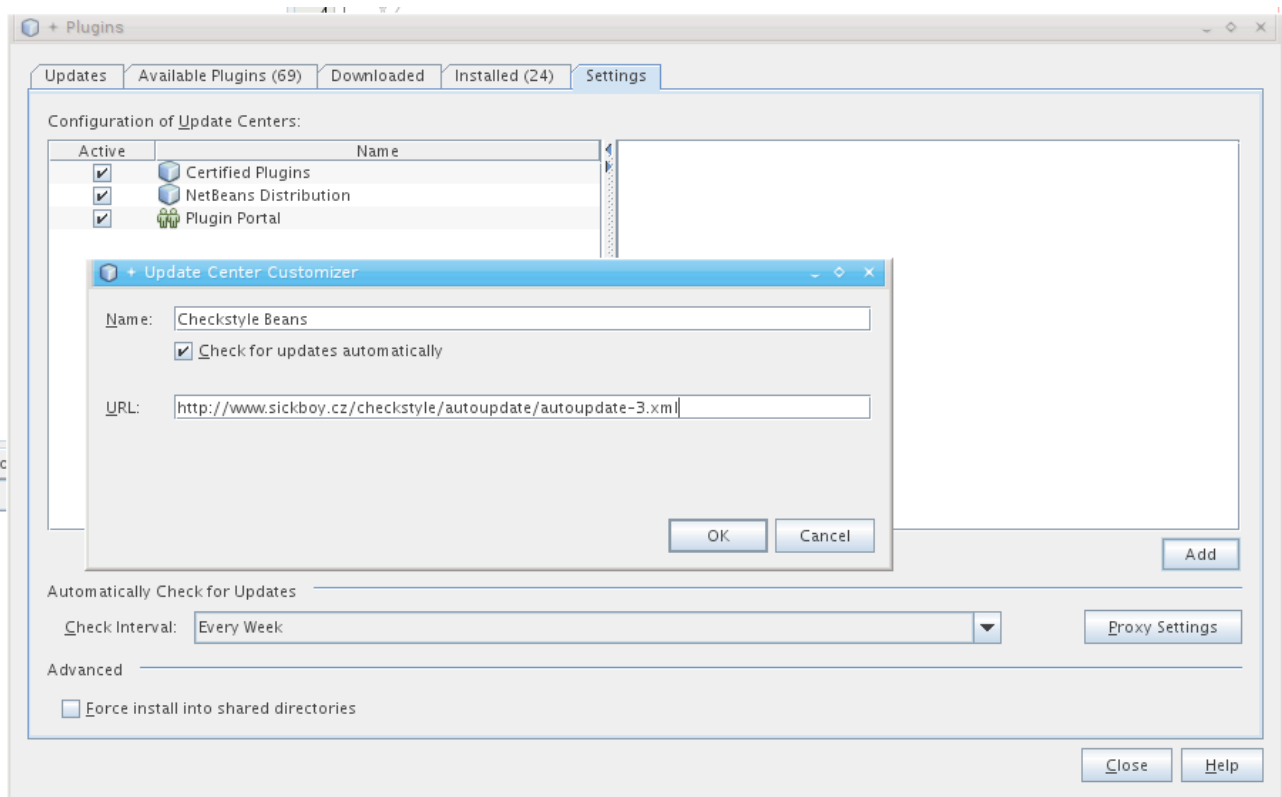 Plugins
Updates Available Plugins (69) Downloaded Installed (24) Settings
Configuration of Update Centers:
Active Name
Certified Plugins
NetBeans Distribution
Plugin Portal
Update Center Customizer
Name: Checkstyle Beans
Check for updates automatically
URL: http://www.sickboy.cz/checkstyle/autoupdate/autoupdate-3.xml
OK Cancel
Add
Automatically Check for Updates
Check Interval: Every Week Proxy Settings
Advanced
Force install into shared directories
Close Help